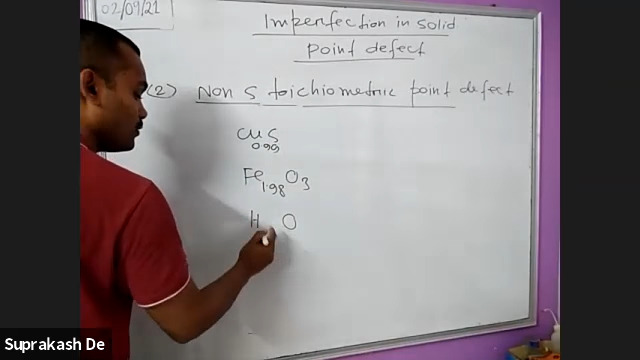 02/09/21
Imperfection in solid
point defect
(2) Non Stoichiometric point defect
CuS
0.99
Fe1.98O3
H O
Suprakash De